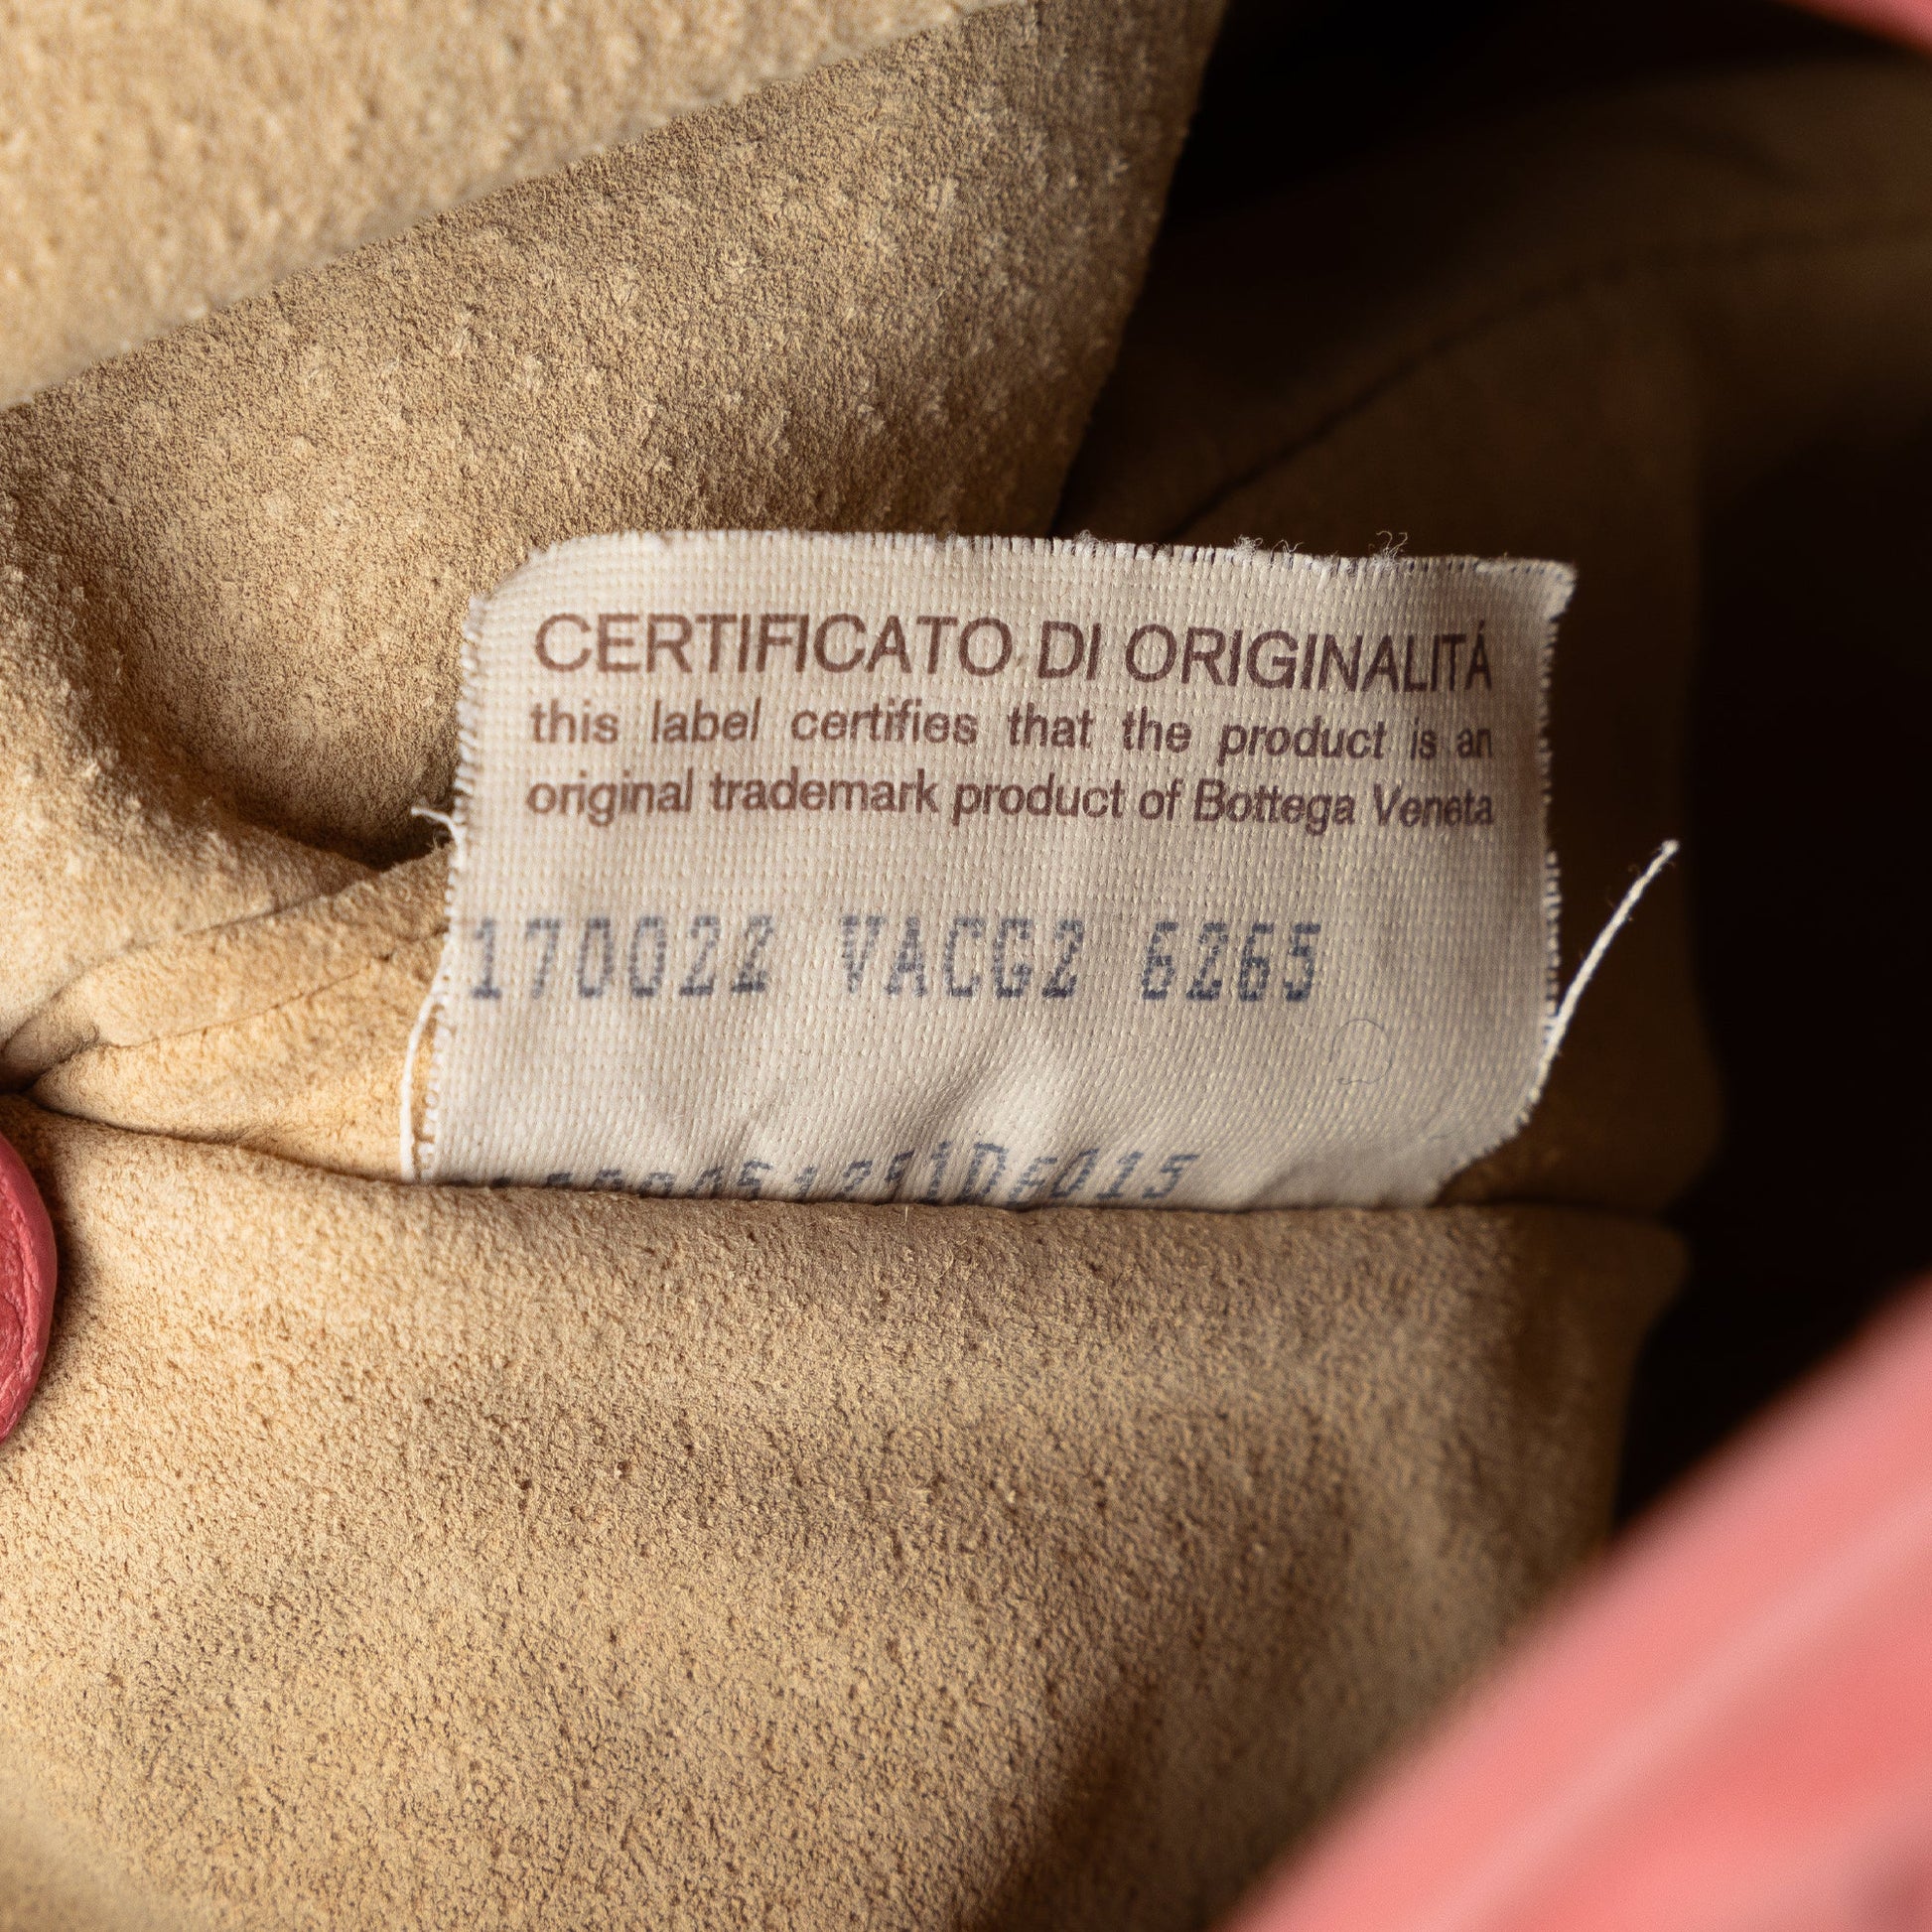 CERTIFICATO DI ORIGINALITÁ
this label certifies that the product is an
original trademark product of Bottega Veneta
170022 VACG2 6265